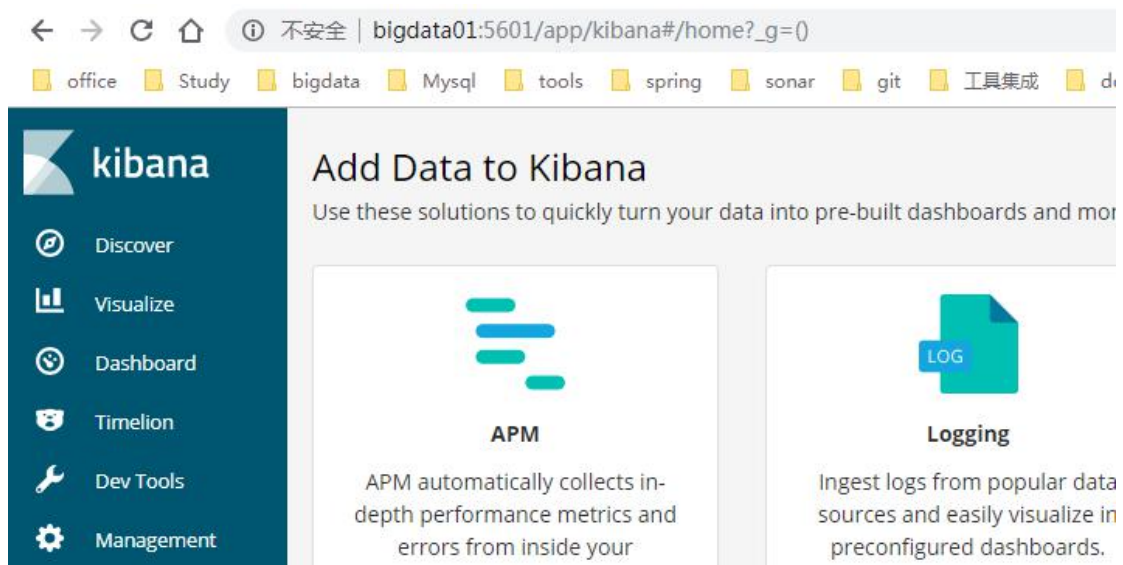 不安全 | bigdata01:5601/app/kibana#/home?_g=()
office Study bigdata Mysql tools spring sonar git 工具集成
kibana
Discover
Visualize
Dashboard
Timelion
Dev Tools
Management
Add Data to Kibana
Use these solutions to quickly turn your data into pre-built dashboards and
APM
APM automatically collects in-
depth performance metrics and
errors from inside your
LOG
Logging
Ingest logs from popular data
sources and easily visualize in
preconfigured dashboards.